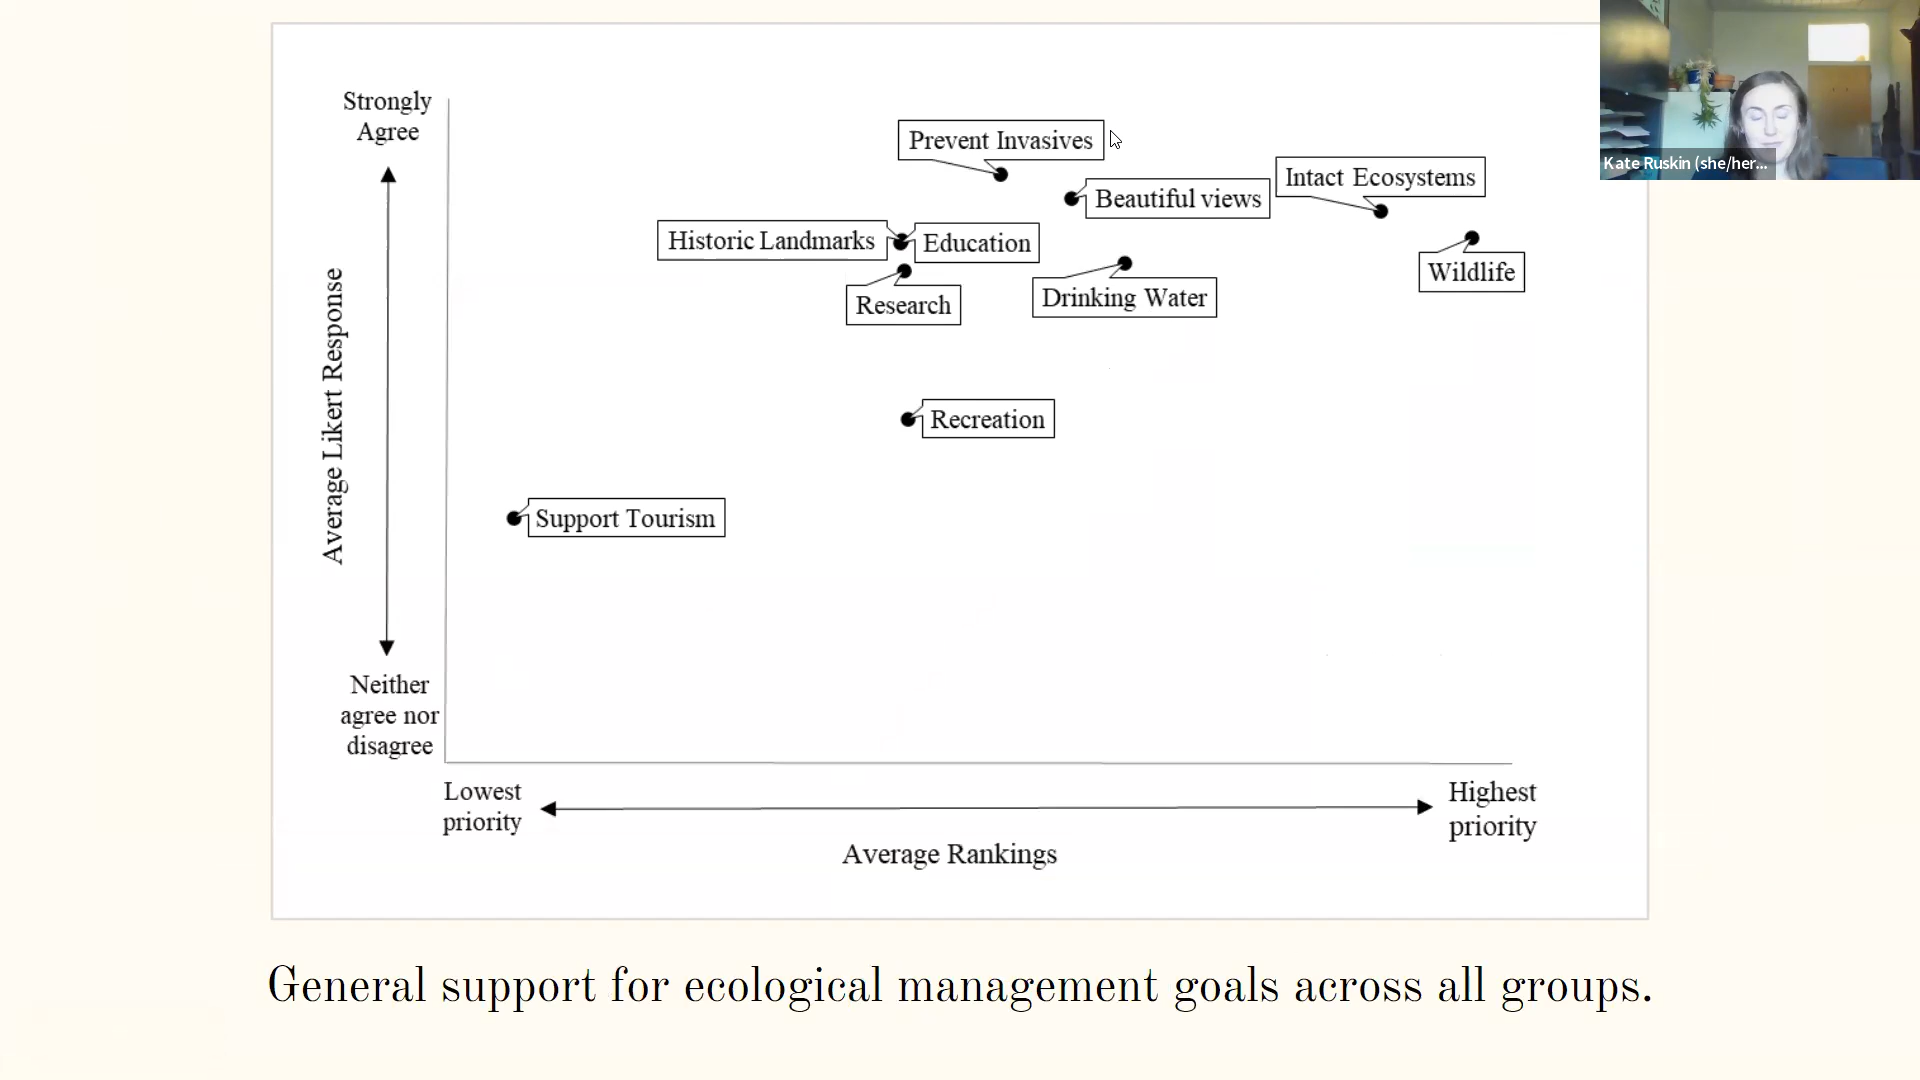 Strongly
Agree
Average Likert Response
Neither
agree nor
disagree
Prevent Invasives
Beautiful views
Intact Ecosystems
Historic Landmarks
Education
Wildlife
Research
Drinking Water
Recreation
Support Tourism
Lowest
priority
Highest
priority
Average Rankings
General support for ecological management goals across all groups.
Kate Ruskin (she/her...